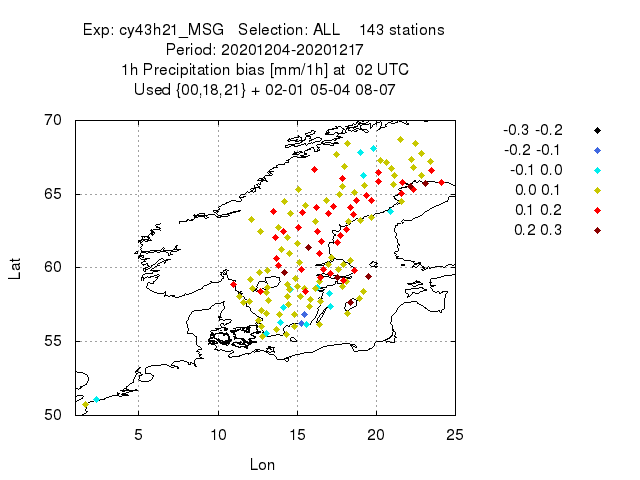 Exp: cy43h21_MSG   Selection: ALL    143 stations
Period: 20201204-20201217
1h Precipitation bias [mm/1h] at  02 UTC
Used {00,18,21} + 02-01 05-04 08-07
70
65
60
55
50
Lat
5
10
15
20
25
Lon
-0.3 -0.2
-0.2 -0.1
-0.1 0.0
0.0 0.1
0.1 0.2
0.2 0.3